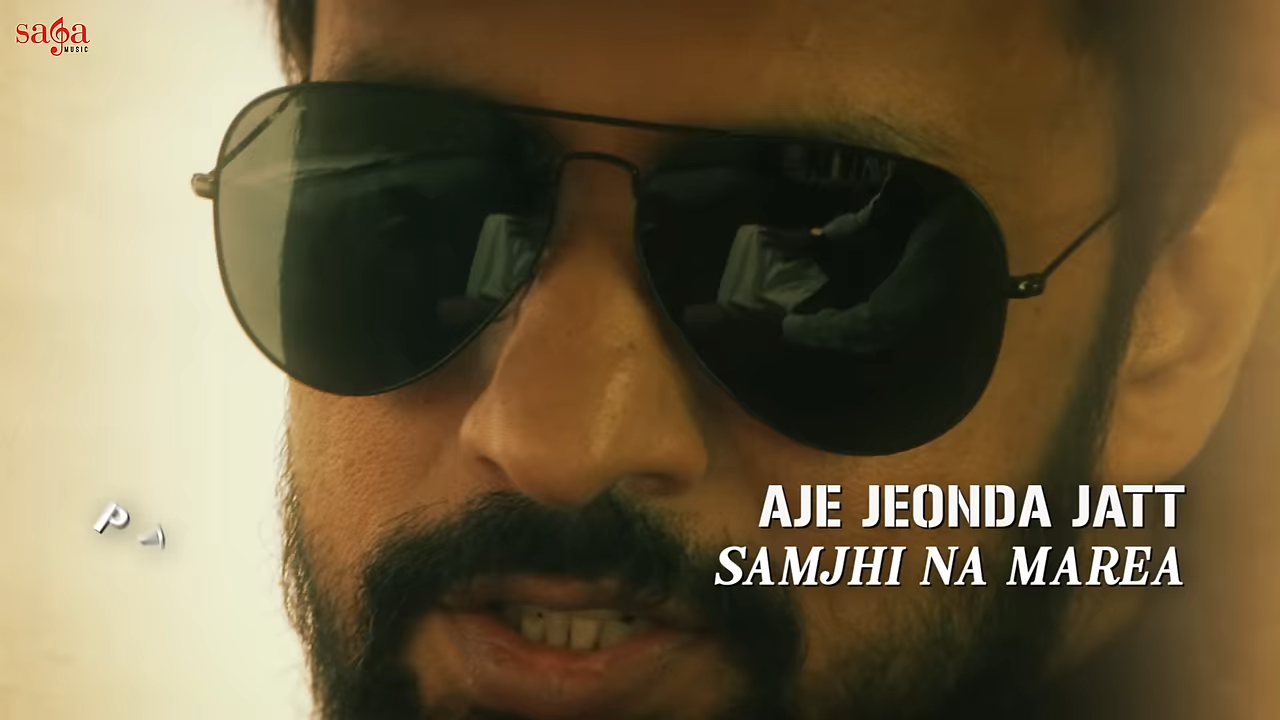 saga
MUSIC
AJE JEONDA JATT
SAMJHI NA MAREA
P